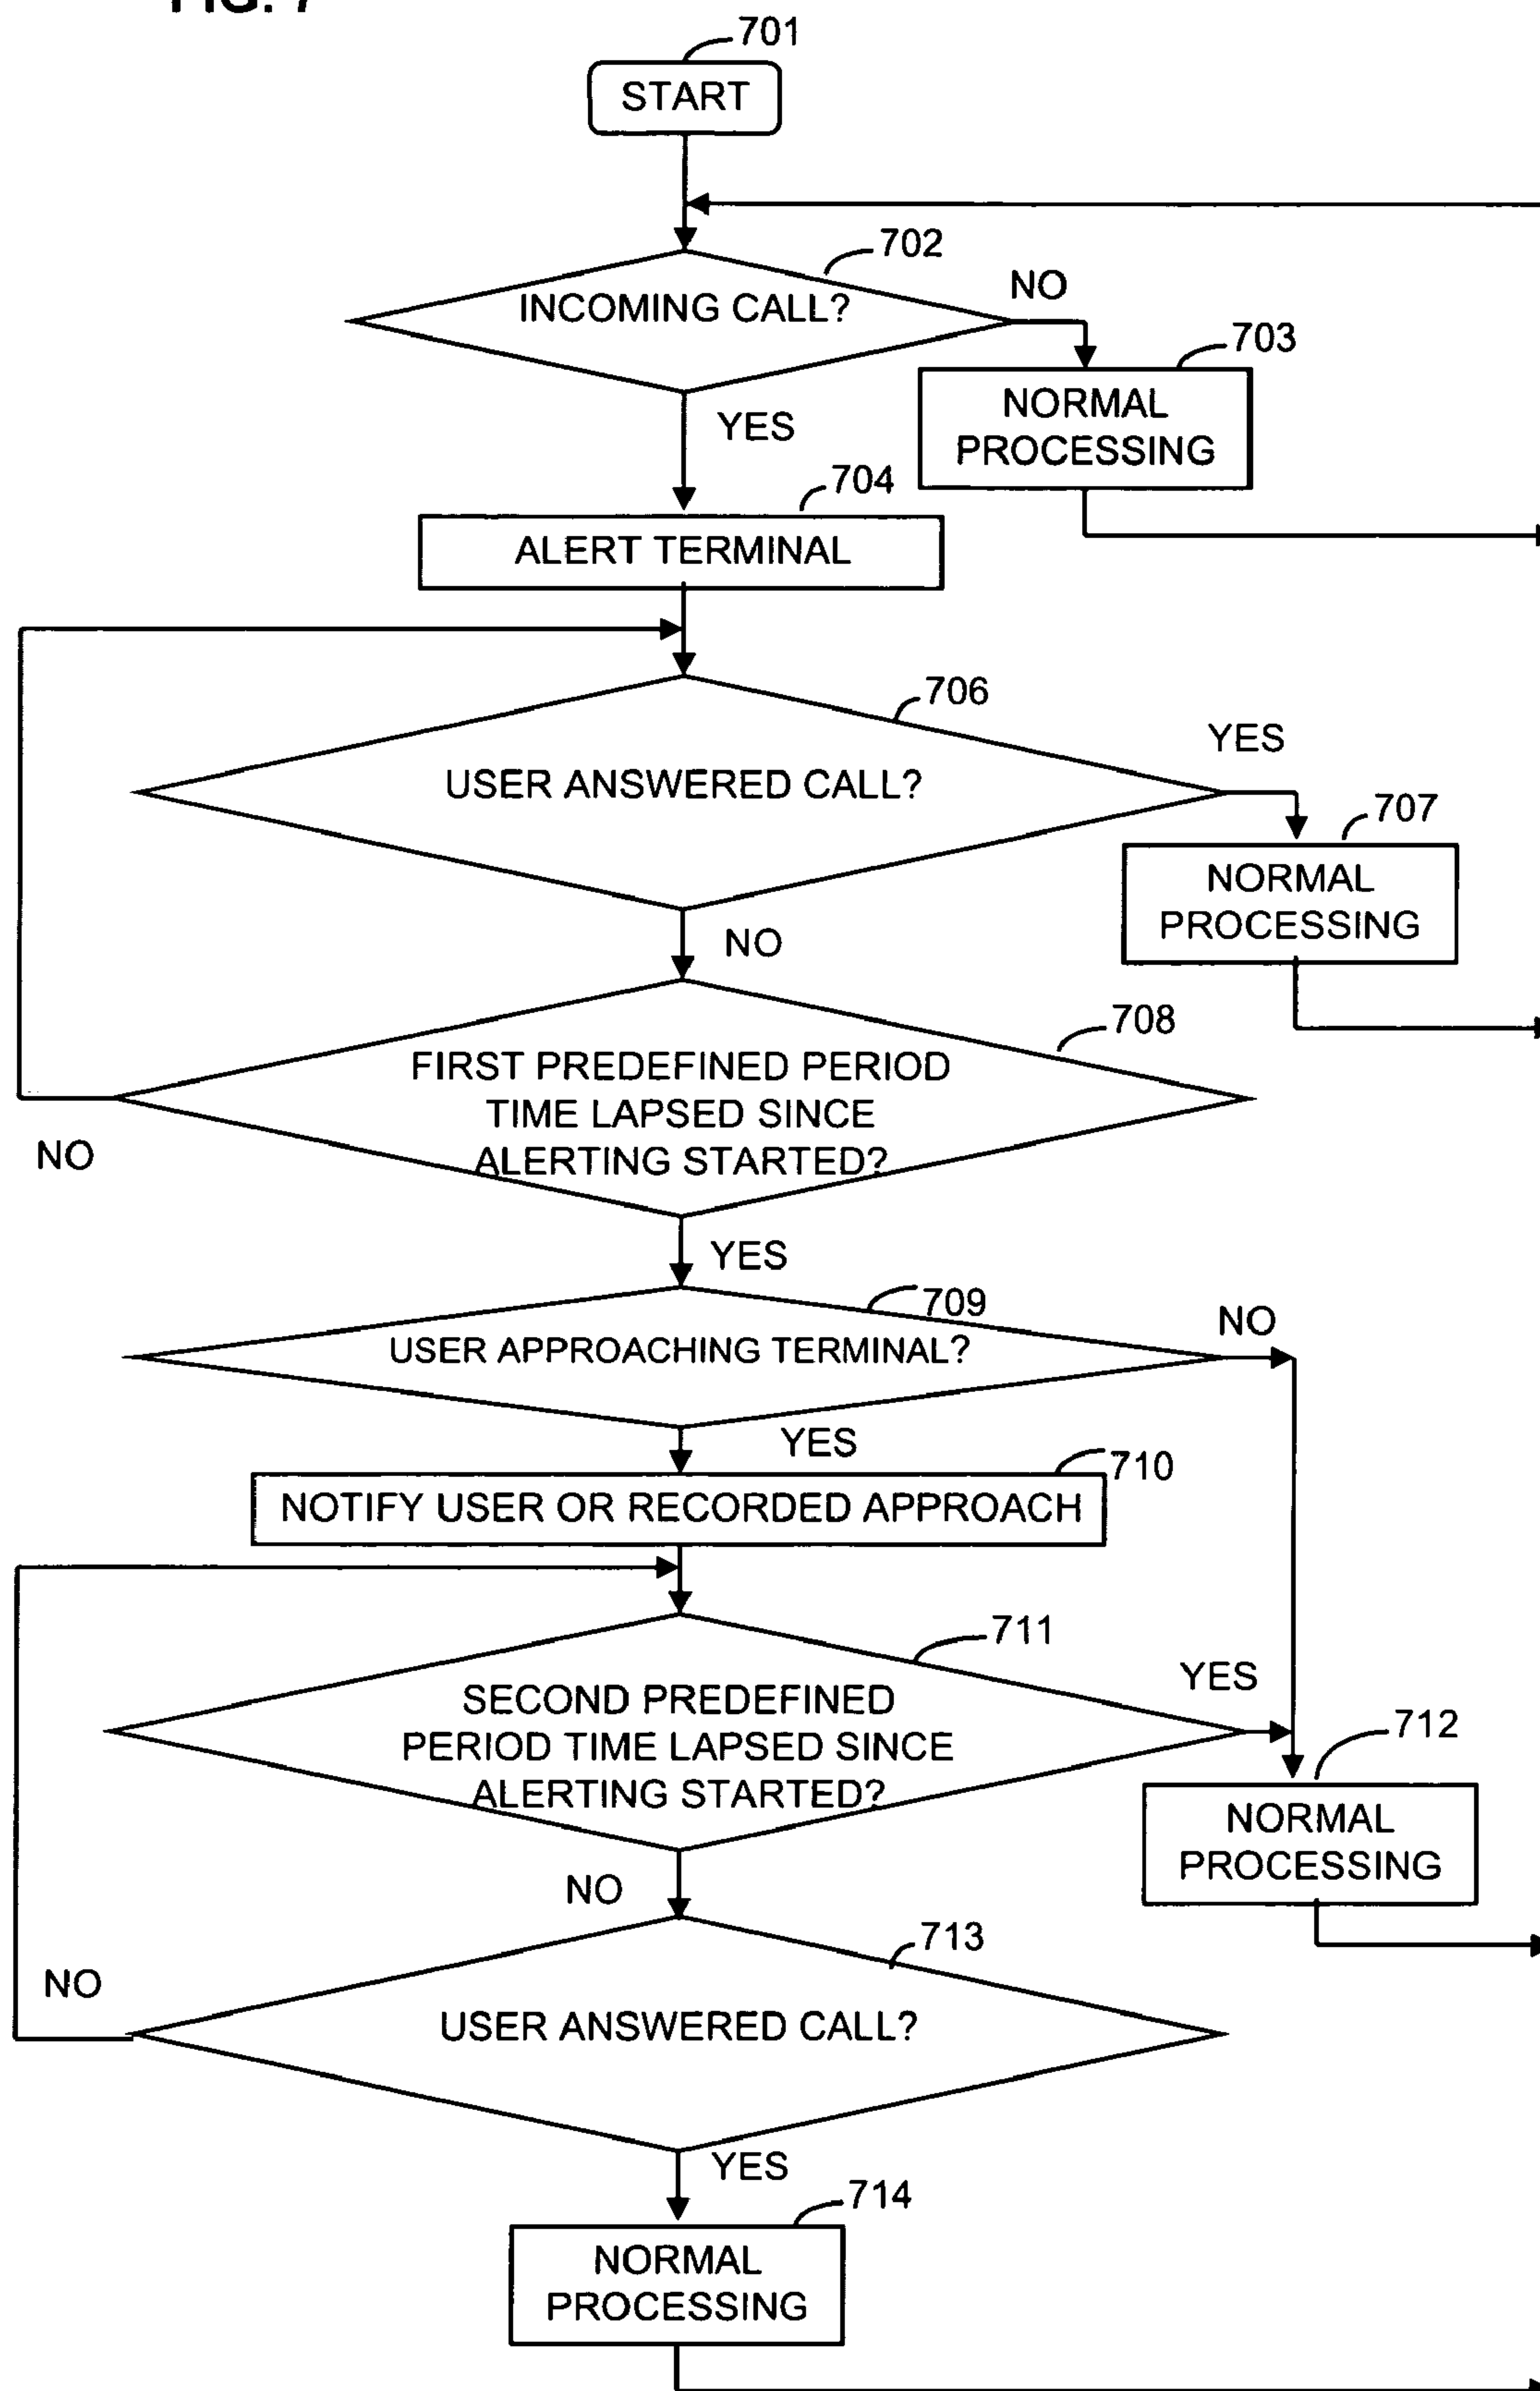 FIG. 7
701
START
702
INCOMING CALL?
NO
703
NORMAL
PROCESSING
YES
704
ALERT TERMINAL
706
USER ANSWERED CALL?
YES
707
NORMAL
PROCESSING
NO
708
FIRST PREDEFINED PERIOD
TIME LAPSED SINCE
ALERTING STARTED?
NO
YES
709
USER APPROACHING TERMINAL?
NO
YES
710
NOTIFY USER OR RECORDED APPROACH
711
SECOND PREDEFINED
PERIOD TIME LAPSED SINCE
ALERTING STARTED?
YES
712
NORMAL
PROCESSING
NO
713
USER ANSWERED CALL?
NO
YES
714
NORMAL
PROCESSING